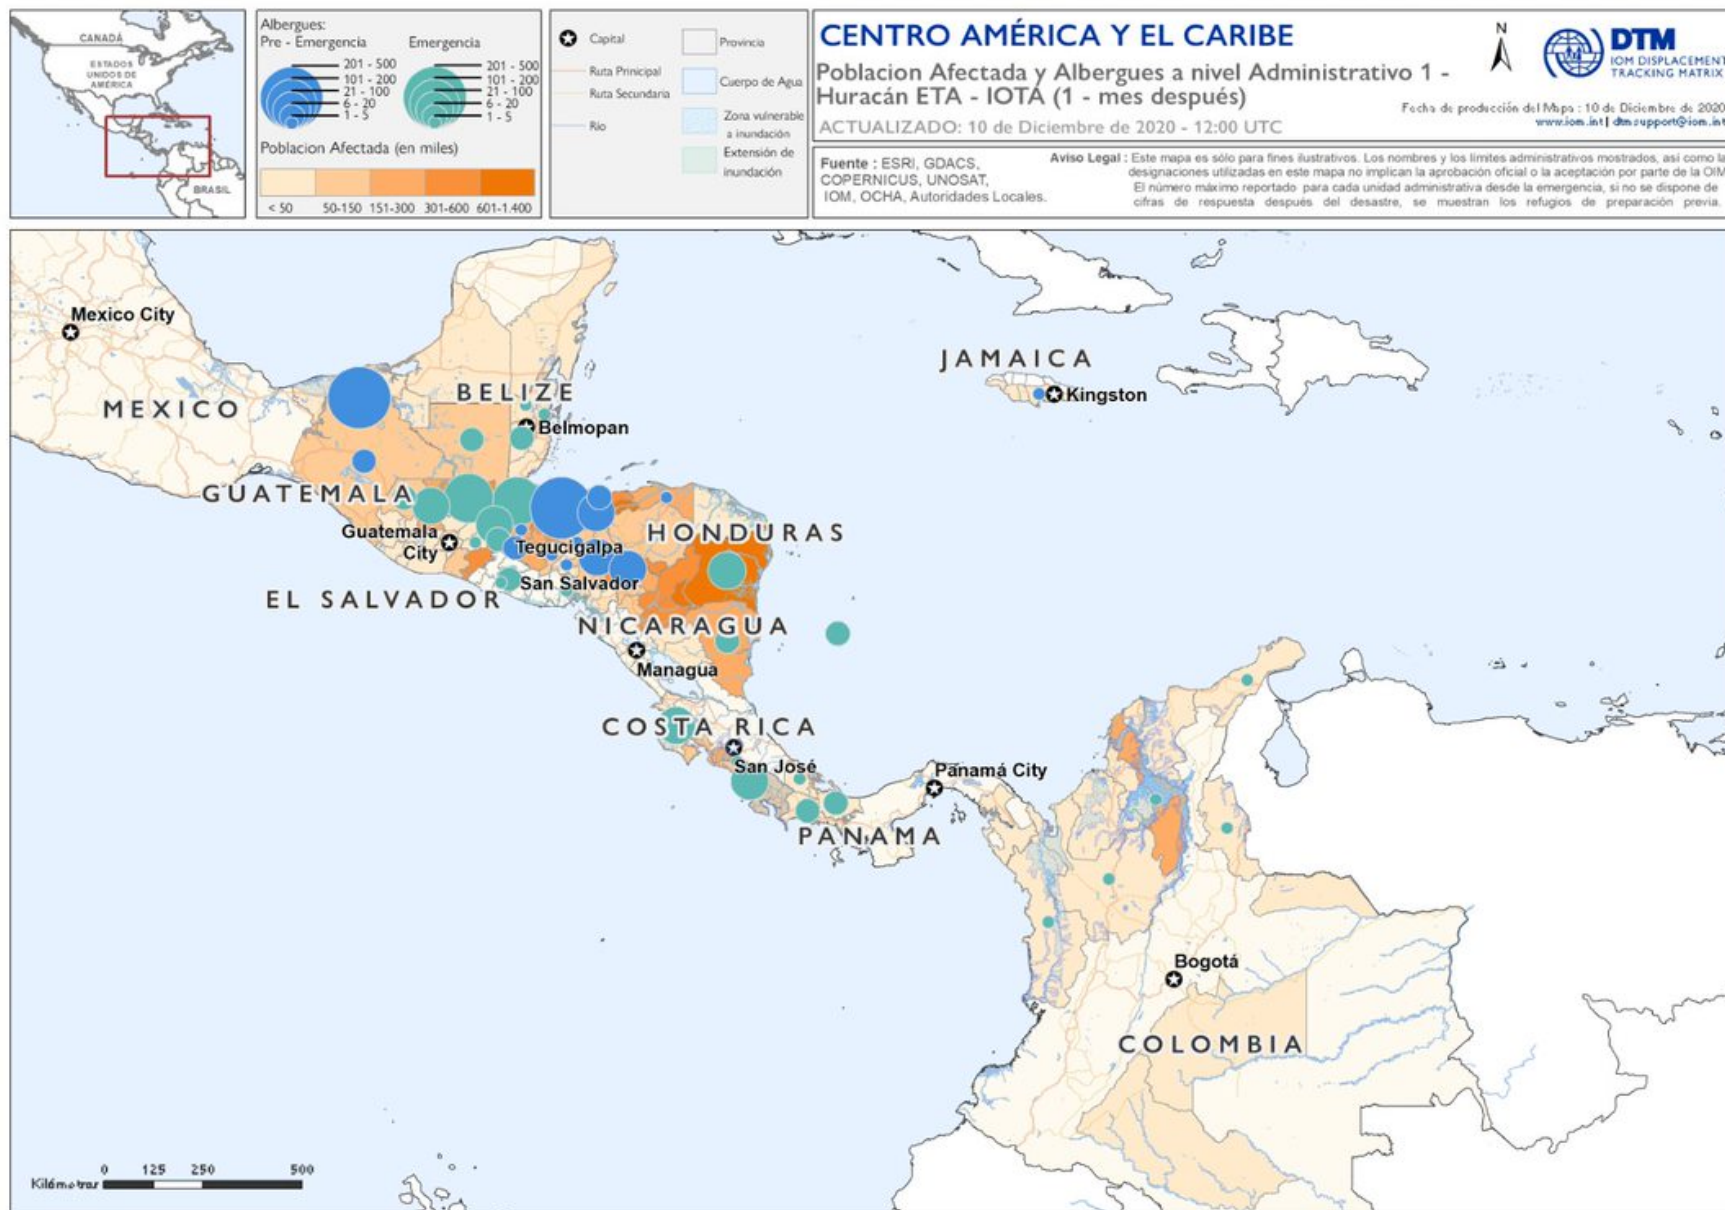 CANADÁ
ESTADOS
UNIDOS DE
AMÉRICA
BRASIL
Albergues:
Pre - Emergencia
Emergencia
201 - 500
101 - 200
21 - 100
6 - 20
1 - 5
201 - 500
101 - 200
21 - 100
6 - 20
1 - 5
Poblacion Afectada (en miles)
< 50
50-150
151-300
301-600
601-1.400
Capital
Ruta Prinicipal
Ruta Secundaria
Río
Provincia
Cuerpo de Agua
Zona vulnerable
a inundación
Extensión de
inundación
CENTRO AMÉRICA Y EL CARIBE
Poblacion Afectada y Albergues a nivel Administrativo 1 -
Huracán ETA - IOTA (1 - mes después)
ACTUALIZADO: 10 de Diciembre de 2020 - 12:00 UTC
N
DTM
IOM DISPLACEMENT
TRACKING MATRIX
Fecha de producción del Mapa : 10 de Diciembre de 2020
www.iom.int | dtmsupport@iom.int
Fuente : ESRI, GDACS,
COPERNICUS, UNOSAT,
IOM, OCHA, Autoridades Locales.
Aviso Legal : Este mapa es sólo para fines ilustrativos. Los nombres y los límites administrativos mostrados, así como la
designaciones utilizadas en este mapa no implican la aprobación oficial o la aceptación por parte de la OIM
El número máximo reportado para cada unidad administrativa desde la emergencia, si no se dispone de
cifras de respuesta después del desastre, se muestran los refugios de preparación previa.
Mexico City
MEXICO
BELIZE
Belmopan
JAMAICA
Kingston
GUATEMALA
Guatemala
City
HONDURAS
Tegucigalpa
San Salvador
EL SALVADOR
NICARAGUA
Managua
COSTA RICA
San José
Panamá City
PANAMA
Bogotá
COLOMBIA
0 125 250 500
Kilómetros